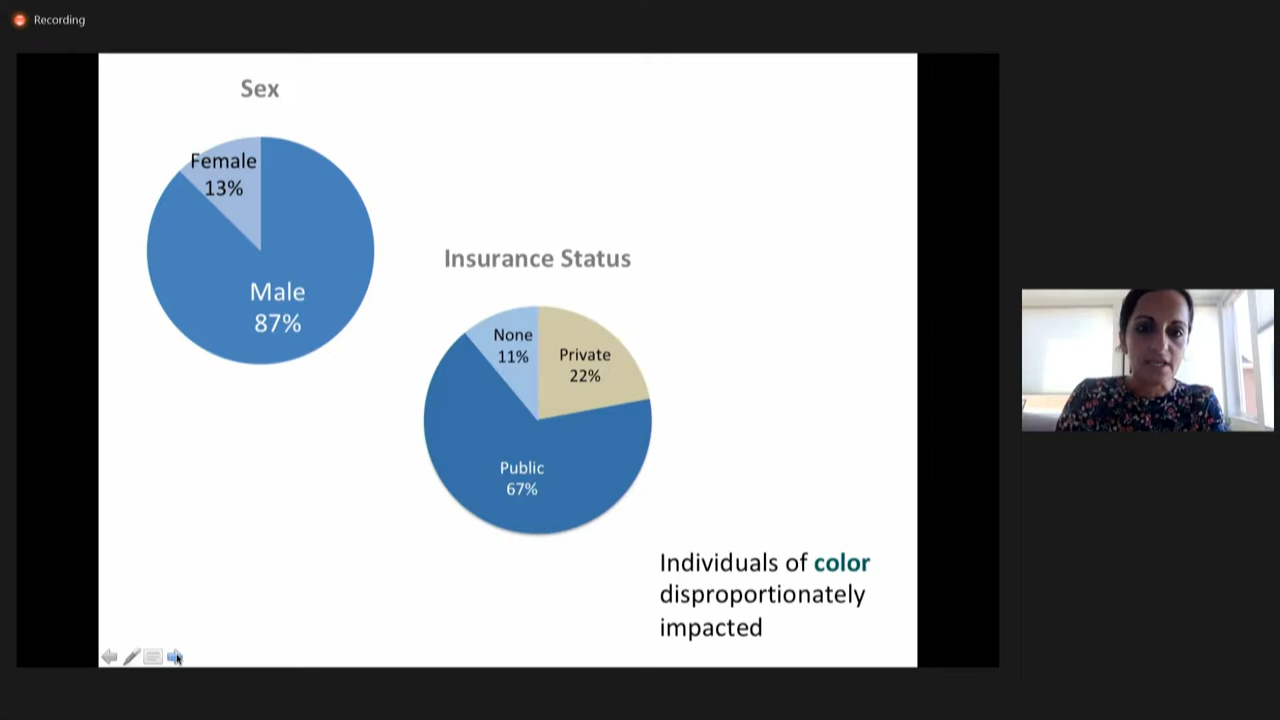 Recording
Sex
Female
13%
Male
87%
Insurance Status
None
11%
Private
22%
Public
67%
Individuals of color
disproportionately
impacted